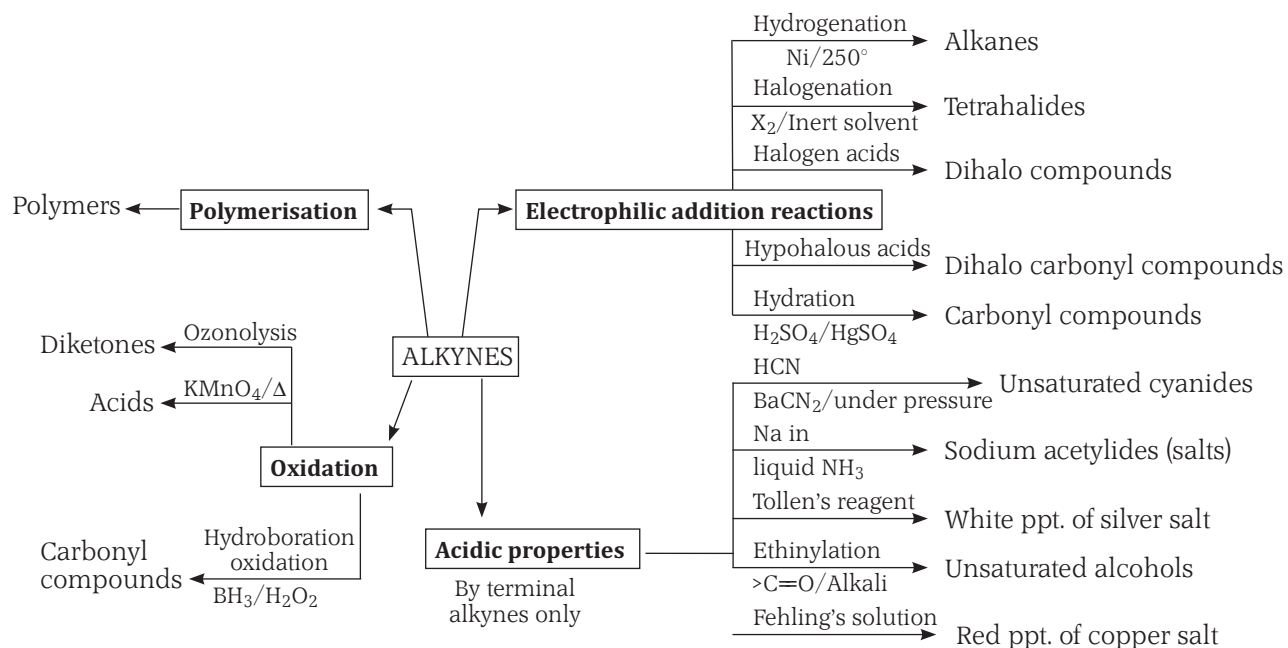 Hydrogenation
Ni/250°
Alkanes
Halogenation
X₂/Inert solvent
Tetrahalides
Halogen acids
Dihalo compounds
Polymers
Polymerisation
Electrophilic addition reactions
Hypohalous acids
Dihalo carbonyl compounds
Hydration
H₂SO₄/HgSO₄
Carbonyl compounds
Ozonolysis
Diketones
ALKYNES
KMnO₄/Δ
Acids
Oxidation
HCN
BaCN₂/under pressure
Unsaturated cyanides
Na in
liquid NH₃
Sodium acetylides (salts)
Tollen's reagent
White ppt. of silver salt
Hydroboration
oxidation
BH₃/H₂O₂
Carbonyl
compounds
Acidic properties
By terminal
alkynes only
Ethinylation
>C=O/Alkali
Unsaturated alcohols
Fehling's solution
Red ppt. of copper salt